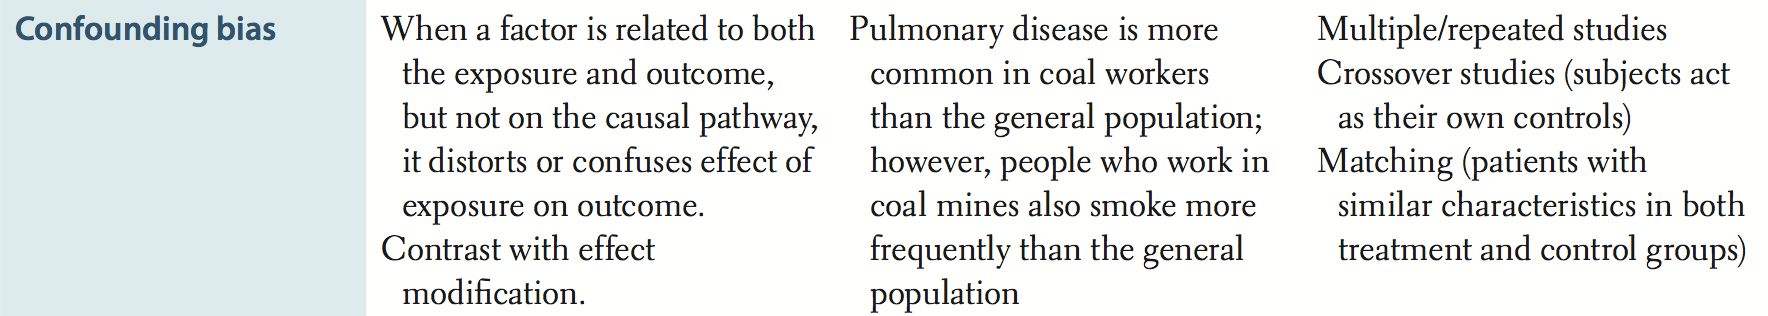 Confounding bias
When a factor is related to both
the exposure and outcome,
but not on the causal pathway,
it distorts or confuses effect of
exposure on outcome.
Contrast with effect
modification.
Pulmonary disease is more
common in coal workers
than the general population;
however, people who work in
coal mines also smoke more
frequently than the general
population
Multiple/repeated studies
Crossover studies (subjects act
as their own controls)
Matching (patients with
similar characteristics in both
treatment and control groups)